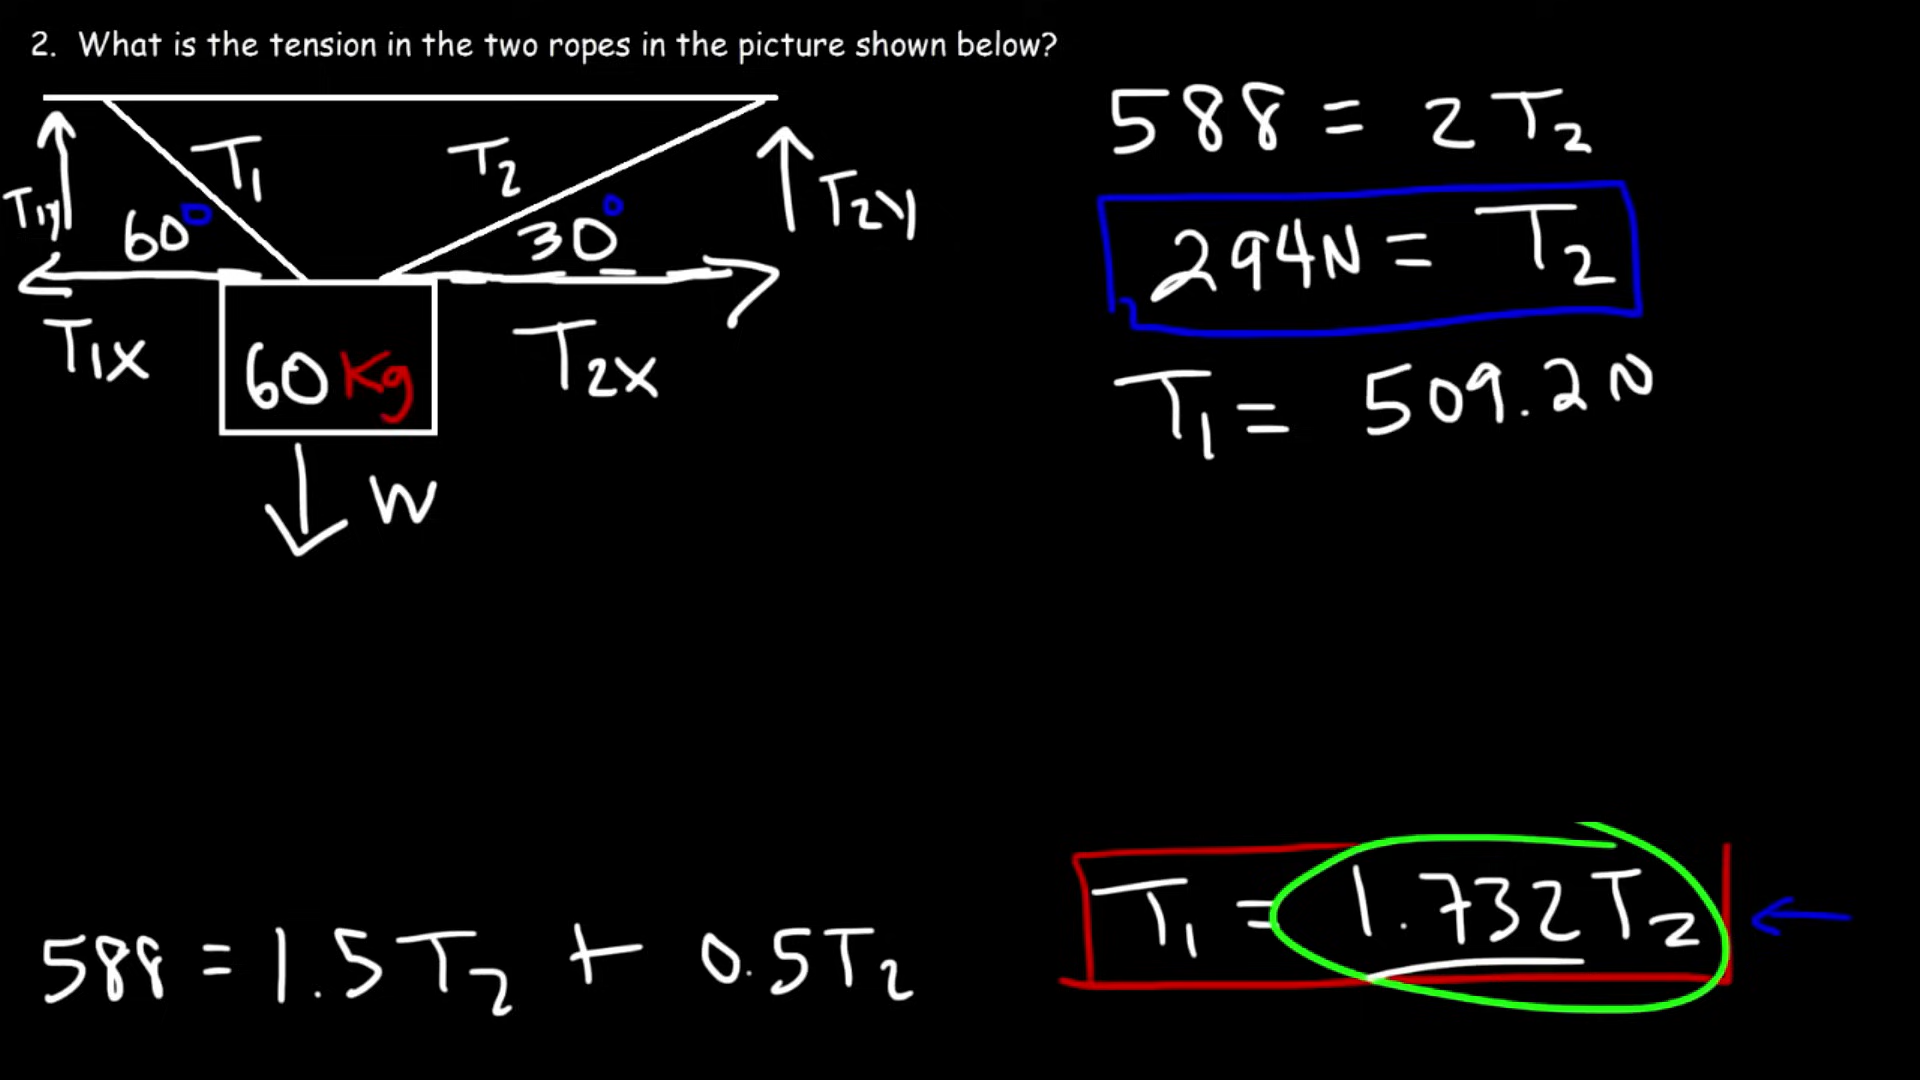 2. What is the tension in the two ropes in the picture shown below?
T1y
60°
T1
T2
30°
T2y
T1x
60 Kg
T2x
W
588 = 2T2
294N = T2
T1 = 509.2 N
588 = 1.5T2 + 0.5T2
T1 = 1.732T2